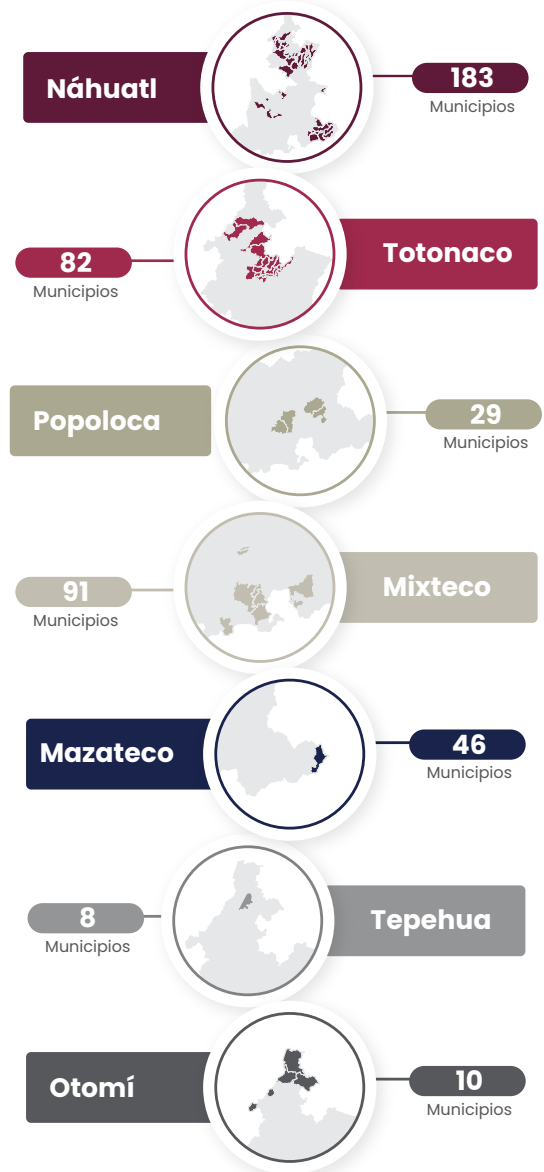 Náhuatl
183
Municipios
Totonaco
82
Municipios
Popoloca
29
Municipios
Mixteco
91
Municipios
Mazateco
46
Municipios
Tepehua
8
Municipios
Otomí
10
Municipios